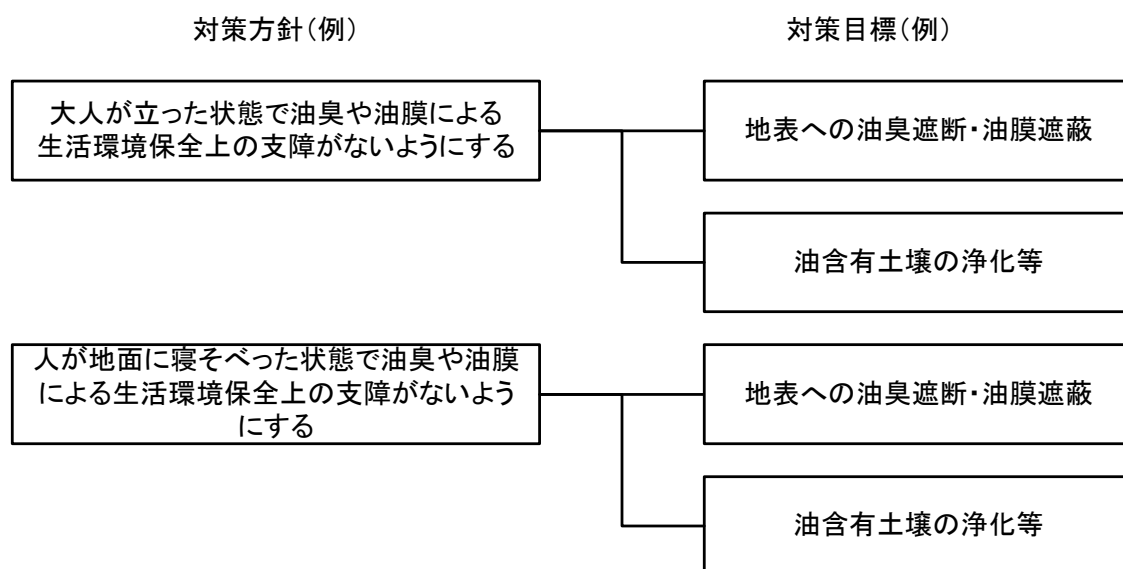 対策方針(例)
対策目標(例)
大人が立った状態で油臭や油膜による
生活環境保全上の支障がないようにする
地表への油臭遮断・油膜遮蔽
油含有土壌の浄化等
人が地面に寝そべった状態で油臭や油膜
による生活環境保全上の支障がないよう
にする
地表への油臭遮断・油膜遮蔽
油含有土壌の浄化等